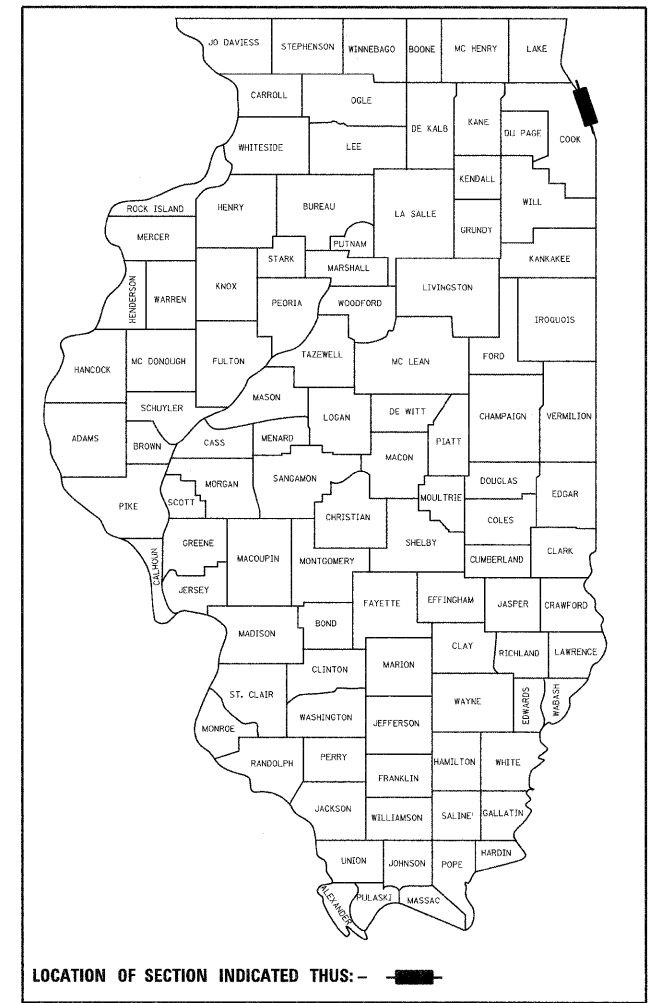 JO DAVIESS STEPHENSON WINNEBAGO BOONE MC HENRY LAKE
CARROLL OGLE
DE KALB KANE DU PAGE COOK
WHITESIDE LEE
KENDALL
ROCK ISLAND HENRY BUREAU LA SALLE WILL
MERCER PUTNAM GRUNDY
STARK MARSHALL KANKAKEE
HENDERSON WARREN KNOX PEORIA WOODFORD LIVINGSTON
IROQUOIS
HANCOCK MC DONOUGH FULTON TAZEWELL MC LEAN FORD
MASON
SCHUYLER LOGAN DE WITT CHAMPAIGN VERMILION
ADAMS BROWN CASS MENARD PIATT
MACON
MORGAN SANGAMON DOUGLAS
PIKE SCOTT MOULTRIE EDGAR
CHRISTIAN COLES
GREENE MACOUPIN MONTGOMERY SHELBY CUMBERLAND CLARK
CALHOUN
JERSEY FAYETTE EFFINGHAM JASPER CRAWFORD
MADISON BOND
CLAY RICHLAND LAWRENCE
CLINTON MARION
ST. CLAIR WAYNE EDWARDS WABASH
MONROE WASHINGTON JEFFERSON
RANDOLPH PERRY HAMILTON WHITE
FRANKLIN
JACKSON WILLIAMSON SALINE GALLATIN
UNION JOHNSON POPE HARDIN
ALEXANDER PULASKI MASSAC
LOCATION OF SECTION INDICATED THUS: –